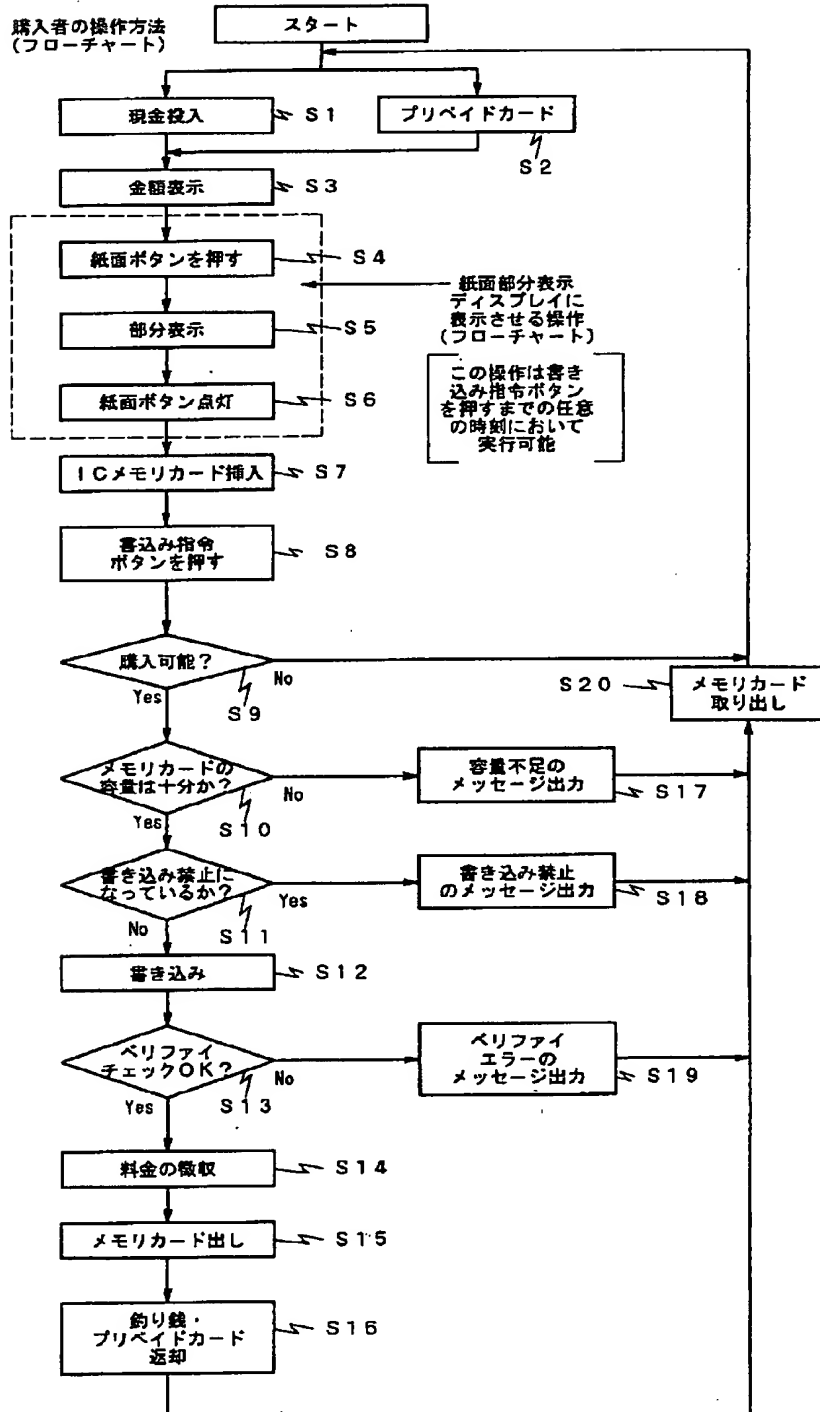 購入者の操作方法
(フローチャート)
スタート
現金投入
S1
プリペイドカード
S2
金額表示
S3
紙面ボタンを押す
S4
部分表示
S5
紙面ボタン点灯
S6
紙面部分表示
ディスプレイに
表示させる操作
(フローチャート)
この操作は書き
込み指令ボタン
を押すまでの任意
の時刻において
実行可能
ICメモリカード挿入
S7
書込み指令
ボタンを押す
S8
購入可能?
No
Yes
S9
S20
メモリカード
取り出し
メモリカードの
容量は十分か?
No
Yes
S10
容量不足の
メッセージ出力
S17
書き込み禁止に
なっているか?
Yes
No
S11
書き込み禁止
のメッセージ出力
S18
書き込み
S12
ベリファイ
チェックOK?
No
Yes
S13
ベリファイ
エラーの
メッセージ出力
S19
料金の徴収
S14
メモリカード出し
S15
釣り銭・
プリペイドカード
返却
S16